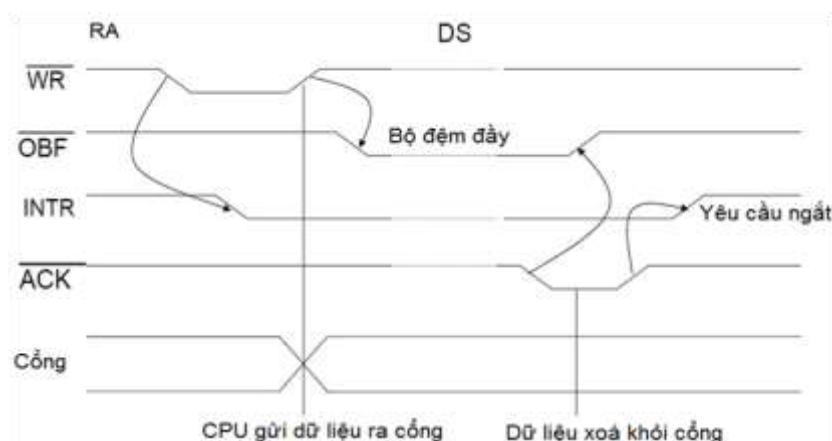 RA DS
WR
OBF Bộ đệm đầy
INTR Yêu cầu ngắt
ACK
Cổng
CPU gửi dữ liệu ra cổng Dữ liệu xoá khỏi cổng